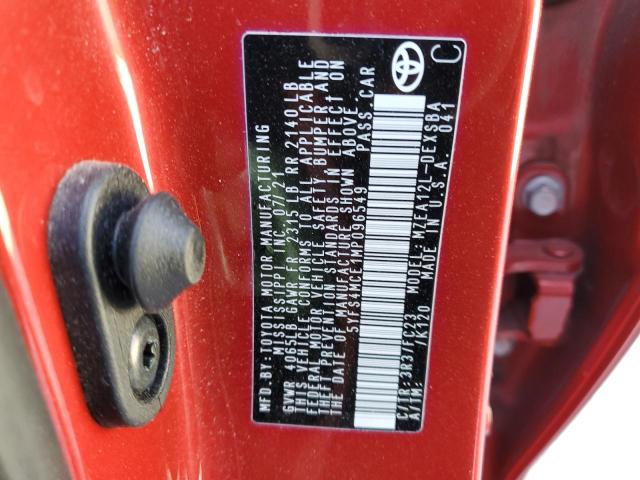 MFD.BY:TOYOTA MOTOR MANUFACTURING
MISSISSIPPI INC. 07/21
GVWR 4065LB GAWR FR 2315 LB RR 2140LB
THIS VEHICLE CONFORMS TO ALL APPLICABLE
FEDERAL MOTOR VEHICLE SAFETY, BUMPER AND
THEFT PREVENTION STANDARDS IN EFFECT ON
THE DATE OF MANUFACTURE SHOWN ABOVE.
5YFS4MCE1MP096549 PASS.CAR
C/TR:3R3/FC23 MODEL:MZEA12L-DEXSBA
A/TM: /K120 MADE IN U.S.A. 041
C